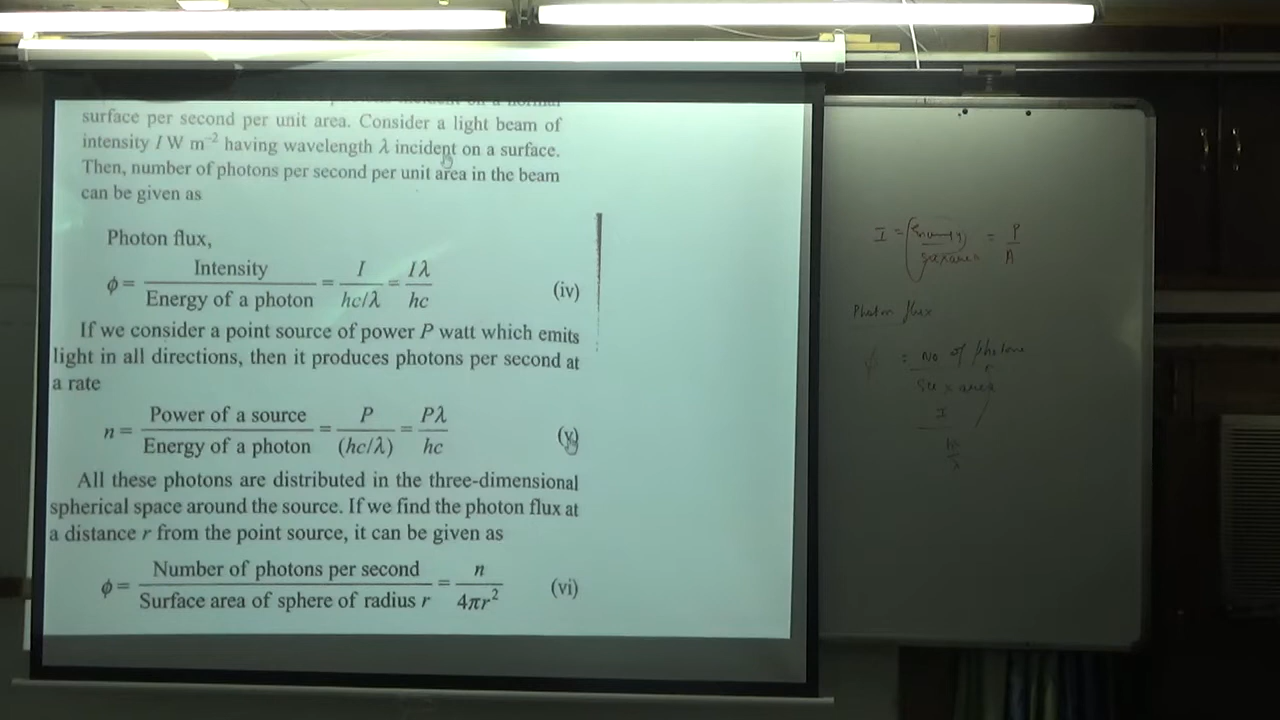 surface per second per unit area. Consider a light beam of
intensity I W m⁻² having wavelength λ incident on a surface.
Then, number of photons per second per unit area in the beam
can be given as
Photon flux,
ϕ = Intensity / Energy of a photon = I / hc/λ = Iλ / hc (iv)
If we consider a point source of power P watt which emits
light in all directions, then it produces photons per second at
a rate
n = Power of a source / Energy of a photon = P / (hc/λ) = Pλ / hc (v)
All these photons are distributed in the three-dimensional
spherical space around the source. If we find the photon flux at
a distance r from the point source, it can be given as
ϕ = Number of photons per second / Surface area of sphere of radius r = n / 4πr² (vi)
I = = P / A
Photon flux
ϕ = No of photons
area
I